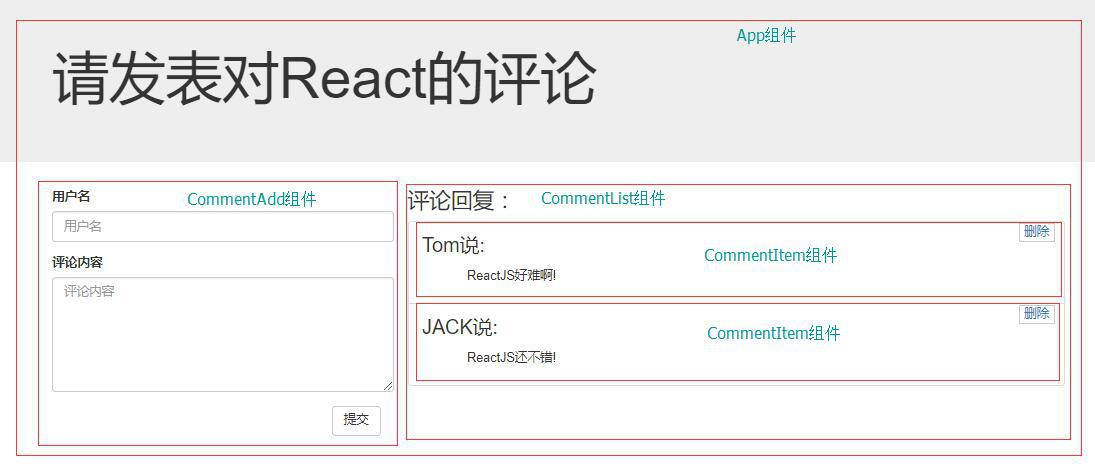 App组件
请发表对React的评论
用户名
CommentAdd组件
用户名
评论内容
评论内容
提交
评论回复：
CommentList组件
删除
Tom说:
CommentItem组件
ReactJS好难啊!
删除
JACK说:
CommentItem组件
ReactJS还不错!